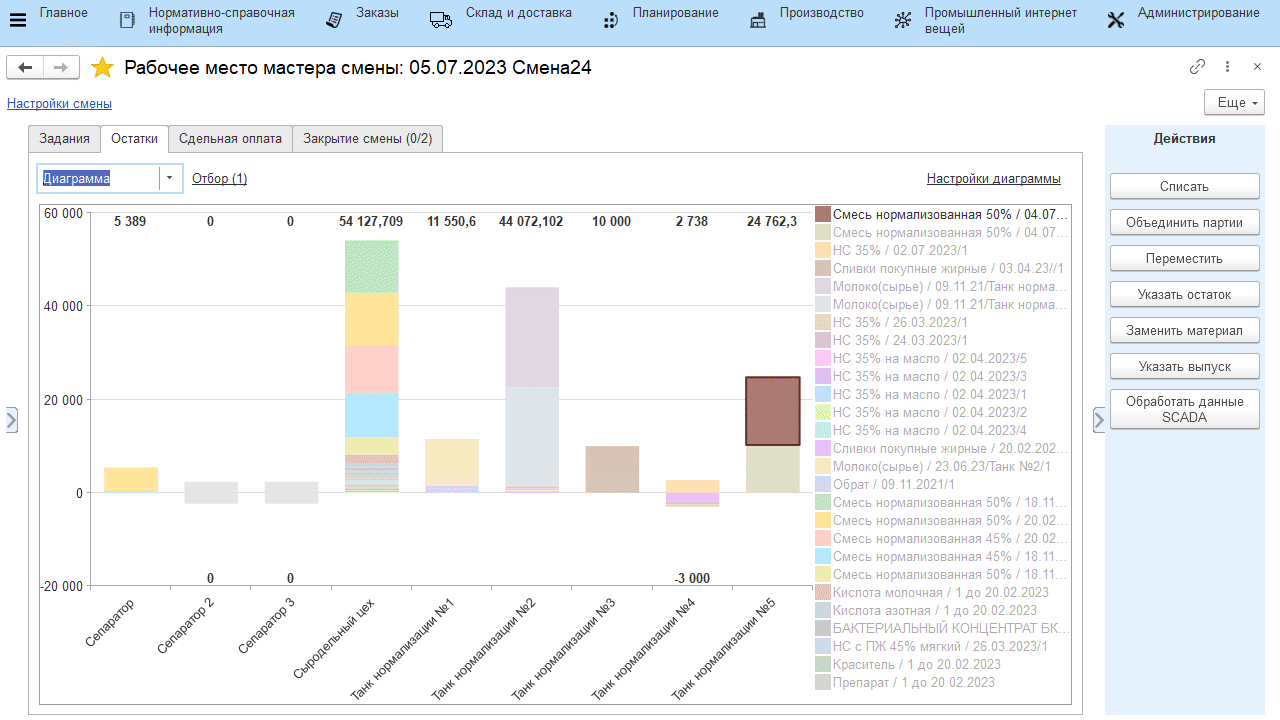 Главное
Нормативно-справочная
информация
Заказы
Склад и доставка
Планирование
Производство
Промышленный интернет
вещей
Администрирование
Рабочее место мастера смены: 05.07.2023 Смена24
Настройки смены
Еще
Задания
Остатки
Сдельная оплата
Закрытие смены (0/2)
Диаграмма
Отбор (1)
Настройки диаграммы
60 000
40 000
20 000
0
-20 000
5 389
0
0
54 127,709
11 550,6
44 072,102
10 000
2 738
24 762,3
0
0
-3 000
Сепаратор
Сепаратор 2
Сепаратор 3
Сыродельный цех
Танк нормализации №1
Танк нормализации №2
Танк нормализации №3
Танк нормализации №4
Танк нормализации №5
Смесь нормализованная 50% / 04.07...
Смесь нормализованная 50% / 04.07...
НС 35% / 02.07.2023/1
Сливки покупные жирные / 03.04.23//1
Молоко(сырье) / 09.11.21/Танк норма...
Молоко(сырье) / 09.11.21/Танк норма...
НС 35% / 26.03.2023/1
НС 35% / 24.03.2023/1
НС 35% на масло / 02.04.2023/5
НС 35% на масло / 02.04.2023/3
НС 35% на масло / 02.04.2023/1
НС 35% на масло / 02.04.2023/2
НС 35% на масло / 02.04.2023/4
Сливки покупные жирные / 20.02.202...
Молоко(сырье) / 23.06.23/Танк №2/1
Обрат / 09.11.2021/1
Смесь нормализованная 50% / 18.11...
Смесь нормализованная 50% / 20.02...
Смесь нормализованная 45% / 20.02...
Смесь нормализованная 45% / 18.11...
Смесь нормализованная 50% / 18.11...
Кислота молочная / 1 до 20.02.2023
Кислота азотная / 1 до 20.02.2023
БАКТЕРИАЛЬНЫЙ КОНЦЕНТРАТ БК...
НС с ПЖ 45% мягкий / 26.03.2023/1
Краситель / 1 до 20.02.2023
Препарат / 1 до 20.02.2023
Действия
Списать
Объединить партии
Переместить
Указать остаток
Заменить материал
Указать выпуск
Обработать данные
SCADA